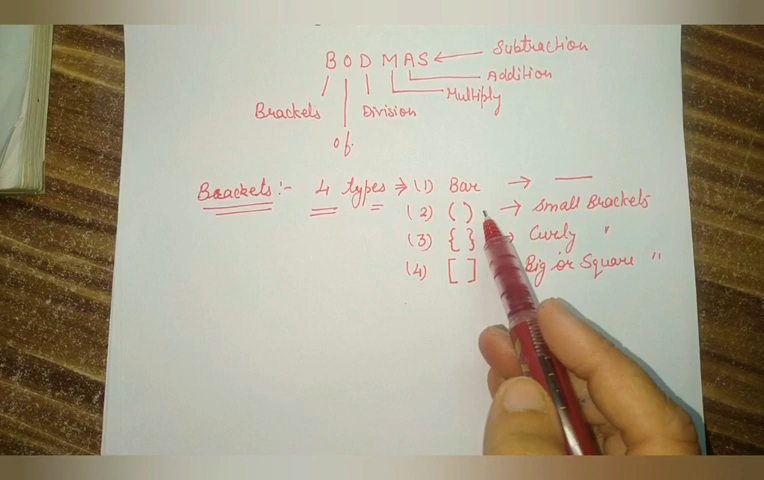 BODMAS ← Subtraction
Addition
Multiply
Brackets Division
of
Brackets:- 4 types ⇒ (1) Bar → —
(2) ( ) → Small Brackets
(3) { } → Curly "
(4) [ ] Big or Square "